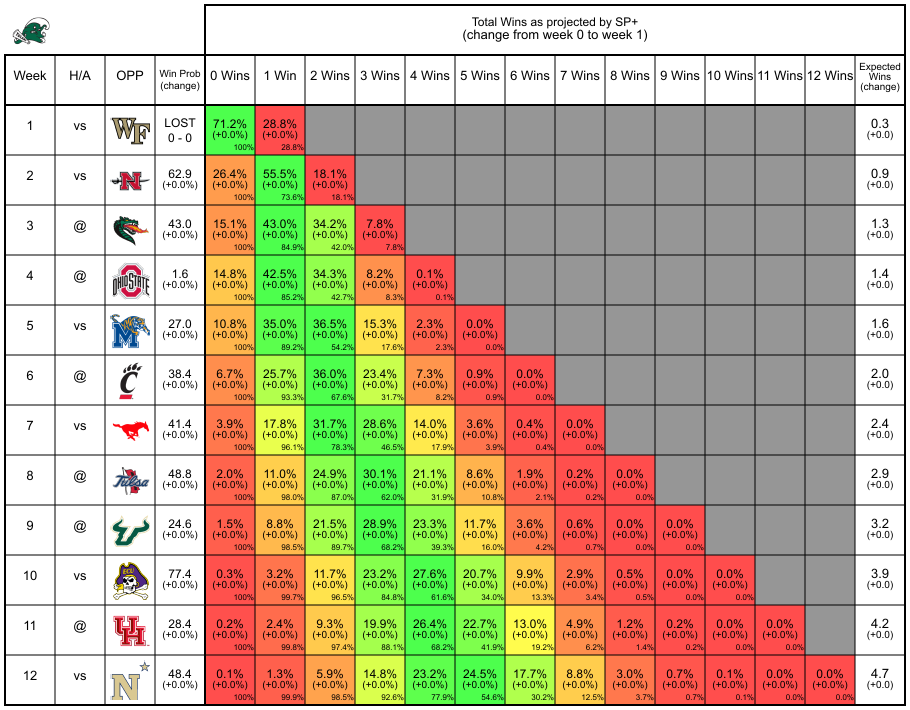 Total Wins as projected by SP+
(change from week 0 to week 1)
Week H/A OPP Win Prob (change) 0 Wins 1 Win 2 Wins 3 Wins 4 Wins 5 Wins 6 Wins 7 Wins 8 Wins 9 Wins 10 Wins 11 Wins 12 Wins Expected Wins (change)
1 vs WF LOST 71.2% 28.8% 0.3
0 - 0 (+0.0%) (+0.0%) (+0.0)
100% 28.8%
2 vs N 62.9 26.4% 55.5% 18.1% 0.9
(+0.0%) (+0.0%) (+0.0%) (+0.0%) (+0.0)
100% 73.6% 18.1%
3 @ 43.0 15.1% 43.0% 34.2% 7.8% 1.3
(+0.0%) (+0.0%) (+0.0%) (+0.0%) (+0.0%) (+0.0)
100% 84.9% 42.0% 7.8%
4 @ OHIO STATE 1.6 14.8% 42.5% 34.3% 8.2% 0.1% 1.4
(+0.0%) (+0.0%) (+0.0%) (+0.0%) (+0.0%) (+0.0%) (+0.0)
100% 85.2% 42.7% 8.3% 0.1%
5 vs M 27.0 10.8% 35.0% 36.5% 15.3% 2.3% 0.0% 1.6
(+0.0%) (+0.0%) (+0.0%) (+0.0%) (+0.0%) (+0.0%) (+0.0%) (+0.0)
100% 89.2% 54.2% 17.6% 2.3% 0.0%
6 @ C 38.4 6.7% 25.7% 36.0% 23.4% 7.3% 0.9% 0.0% 2.0
(+0.0%) (+0.0%) (+0.0%) (+0.0%) (+0.0%) (+0.0%) (+0.0%) (+0.0%) (+0.0)
100% 93.3% 67.6% 31.7% 8.2% 0.9% 0.0%
7 vs 41.4 3.9% 17.8% 31.7% 28.6% 14.0% 3.6% 0.4% 0.0% 2.4
(+0.0%) (+0.0%) (+0.0%) (+0.0%) (+0.0%) (+0.0%) (+0.0%) (+0.0%) (+0.0%) (+0.0)
100% 96.1% 78.3% 46.5% 17.9% 3.9% 0.4% 0.0%
8 @ Tulsa 48.8 2.0% 11.0% 24.9% 30.1% 21.1% 8.6% 1.9% 0.2% 0.0% 2.9
(+0.0%) (+0.0%) (+0.0%) (+0.0%) (+0.0%) (+0.0%) (+0.0%) (+0.0%) (+0.0%) (+0.0%) (+0.0)
100% 98.0% 87.0% 62.0% 31.9% 10.8% 2.1% 0.2% 0.0%
9 @ 24.6 1.5% 8.8% 21.5% 28.9% 23.3% 11.7% 3.6% 0.6% 0.0% 0.0% 3.2
(+0.0%) (+0.0%) (+0.0%) (+0.0%) (+0.0%) (+0.0%) (+0.0%) (+0.0%) (+0.0%) (+0.0%) (+0.0%) (+0.0)
100% 98.5% 89.7% 68.2% 39.3% 16.0% 4.2% 0.7% 0.0% 0.0%
10 vs ECU 77.4 0.3% 3.2% 11.7% 23.2% 27.6% 20.7% 9.9% 2.9% 0.5% 0.0% 0.0% 3.9
(+0.0%) (+0.0%) (+0.0%) (+0.0%) (+0.0%) (+0.0%) (+0.0%) (+0.0%) (+0.0%) (+0.0%) (+0.0%) (+0.0%) (+0.0)
100% 99.7% 96.5% 84.8% 61.6% 34.0% 13.3% 3.4% 0.5% 0.0% 0.0%
11 @ UH 28.4 0.2% 2.4% 9.3% 19.9% 26.4% 22.7% 13.0% 4.9% 1.2% 0.2% 0.0% 0.0% 4.2
(+0.0%) (+0.0%) (+0.0%) (+0.0%) (+0.0%) (+0.0%) (+0.0%) (+0.0%) (+0.0%) (+0.0%) (+0.0%) (+0.0%) (+0.0%) (+0.0)
100% 99.8% 97.4% 88.1% 68.2% 41.9% 19.2% 6.2% 1.4% 0.2% 0.0% 0.0%
12 vs N 48.4 0.1% 1.3% 5.9% 14.8% 23.2% 24.5% 17.7% 8.8% 3.0% 0.7% 0.1% 0.0% 0.0% 4.7
(+0.0%) (+0.0%) (+0.0%) (+0.0%) (+0.0%) (+0.0%) (+0.0%) (+0.0%) (+0.0%) (+0.0%) (+0.0%) (+0.0%) (+0.0%) (+0.0%) (+0.0)
100% 99.9% 98.5% 92.6% 77.9% 54.6% 30.2% 12.5% 3.7% 0.7% 0.1% 0.0% 0.0%